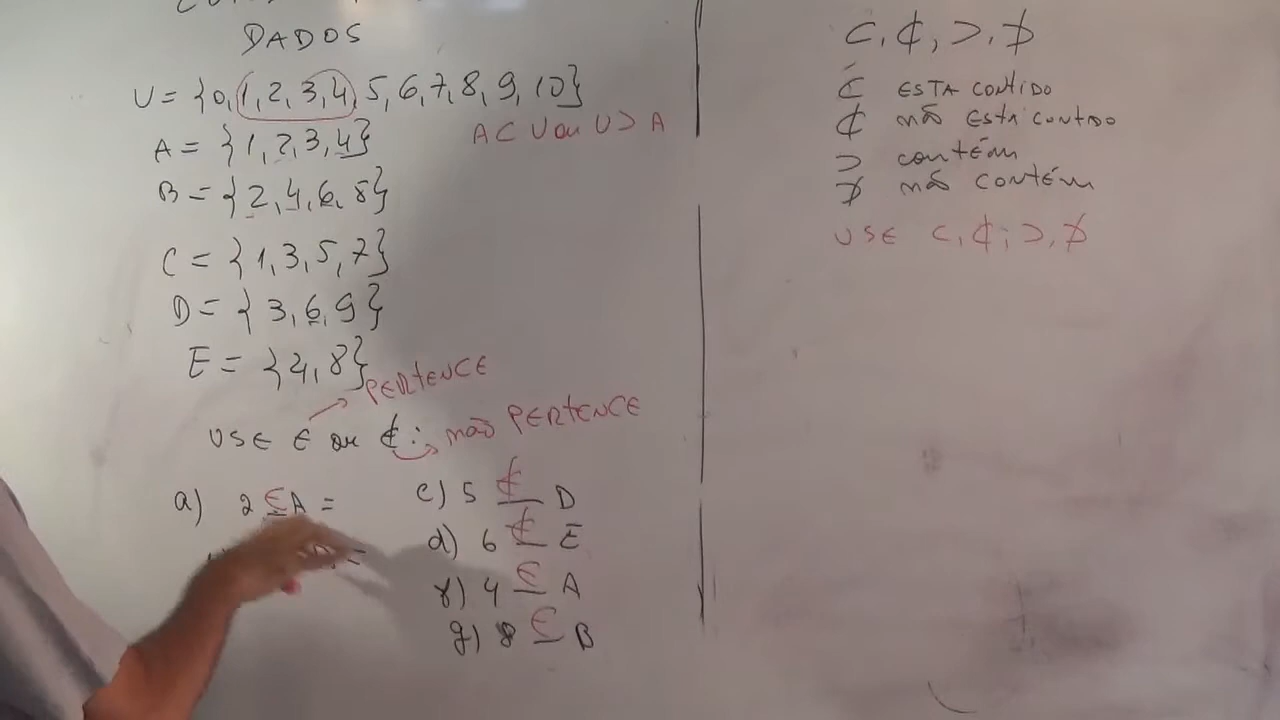 DADOS
U = {0, 1, 2, 3, 4, 5, 6, 7, 8, 9, 10}
A ⊂ U ou U ⊃ A
A = {1, 2, 3, 4}
B = {2, 4, 6, 8}
C = {1, 3, 5, 7}
D = {3, 6, 9}
E = {4, 8}
PERTENCE
USE ∈ ou ∉:
não PERTENCE
a) 2 ∈ A =
c) 5 ∉ D
d) 6 ∉ E
f) 4 ∈ A
g) 8 ∈ B
⊂, ⊄, ⊃, ⊅
⊂ ESTÁ CONTIDO
⊄ não ESTÁ CONTIDO
⊃ contém
⊅ não contém
USE ⊂, ⊄, ⊃, ⊅